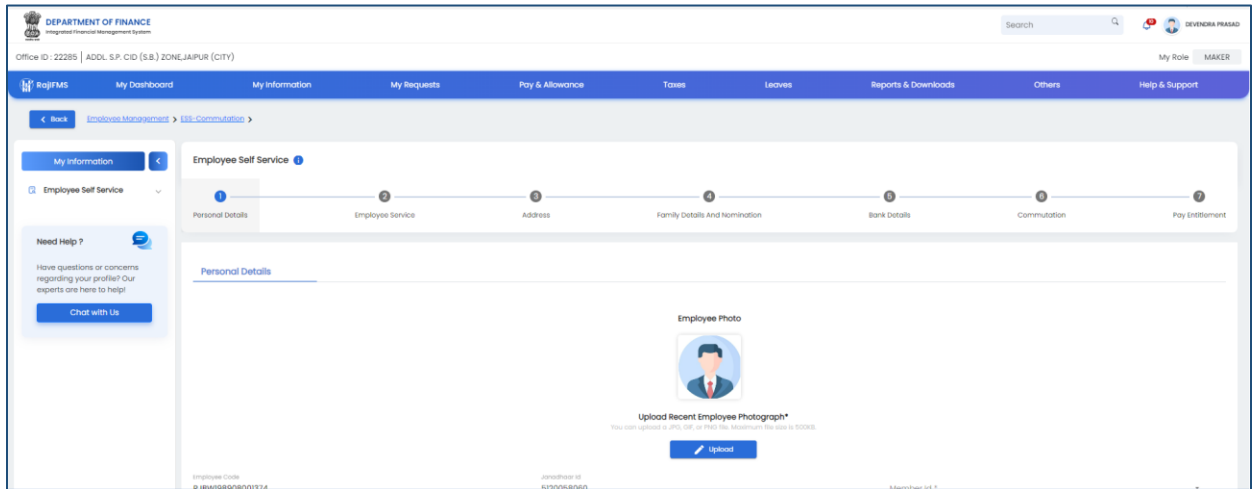 DEPARTMENT OF FINANCE
Integrated Financial Management System
Search
DEVENDRA PRASAD
Office ID : 22285 | ADDL. S.P. CID (S.B.) ZONE,JAIPUR (CITY)
My Role MAKER
RajIFMS My Dashboard My Information My Requests Pay & Allowance Taxes Leaves Reports & Downloads Others Help & Support
< Back Employee Management > ESS-Commutation >
My Information <
Employee Self Service
Need Help ?
Have questions or concerns
regarding your profile? Our
experts are here to help!
Chat with Us
Employee Self Service i
1 2 3 4 5 6 7
Personal Details Employee Service Address Family Details And Nomination Bank Details Commutation Pay Entitlement
Personal Details
Employee Photo
Upload Recent Employee Photograph*
You can upload a JPG, GIF, or PNG file. Maximum file size is 500KB.
Upload
Employee Code Janadhaar Id
RJBW198908001374 5120058060 Member Id *